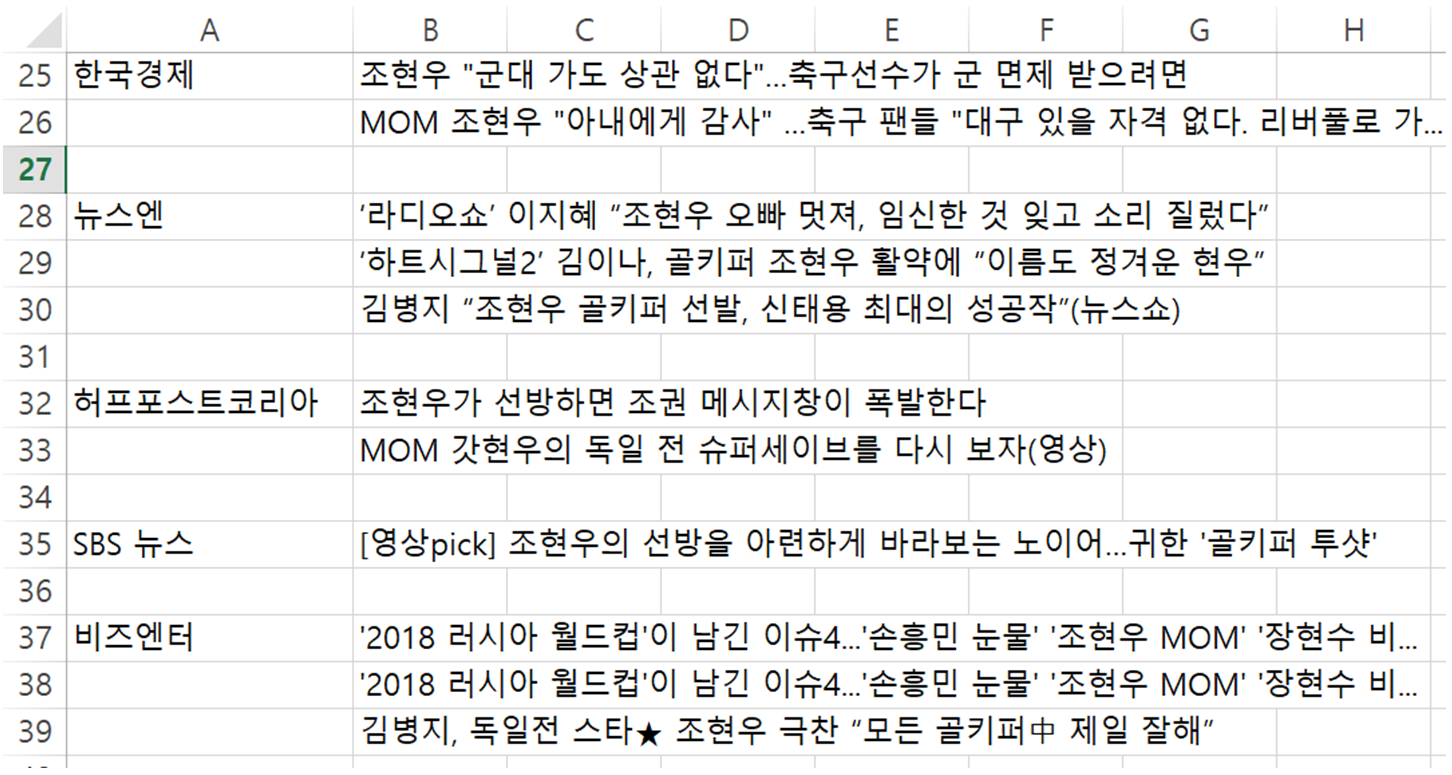 A B C D E F G H
25 한국경제 조현우 "군대 가도 상관 없다"...축구선수가 군 면제 받으려면
26 MOM 조현우 "아내에게 감사" ...축구 팬들 "대구 있을 자격 없다. 리버풀로 가...
27
28 뉴스엔 ‘라디오쇼’ 이지혜 “조현우 오빠 멋져, 임신한 것 잊고 소리 질렀다”
29 ‘하트시그널2’ 김이나, 골키퍼 조현우 활약에 “이름도 정겨운 현우”
30 김병지 “조현우 골키퍼 선발, 신태용 최대의 성공작”(뉴스쇼)
31
32 허프포스트코리아 조현우가 선방하면 조권 메시지창이 폭발한다
33 MOM 갓현우의 독일 전 슈퍼세이브를 다시 보자(영상)
34
35 SBS 뉴스 [영상pick] 조현우의 선방을 아련하게 바라보는 노이어...귀한 '골키퍼 투샷'
36
37 비즈엔터 '2018 러시아 월드컵'이 남긴 이슈4...'손흥민 눈물' '조현우 MOM' '장현수 비...
38 '2018 러시아 월드컵'이 남긴 이슈4...'손흥민 눈물' '조현우 MOM' '장현수 비...
39 김병지, 독일전 스타★ 조현우 극찬 “모든 골키퍼中 제일 잘해”